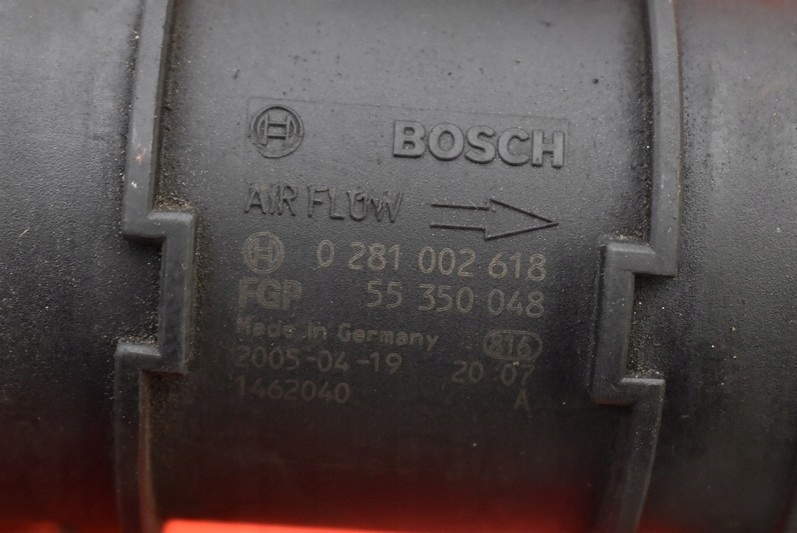 BOSCH
AIR FLOW
0 281 002 618
FGP 55 350 048
Made in Germany 816
2005-04-19 20:07
1462040 A